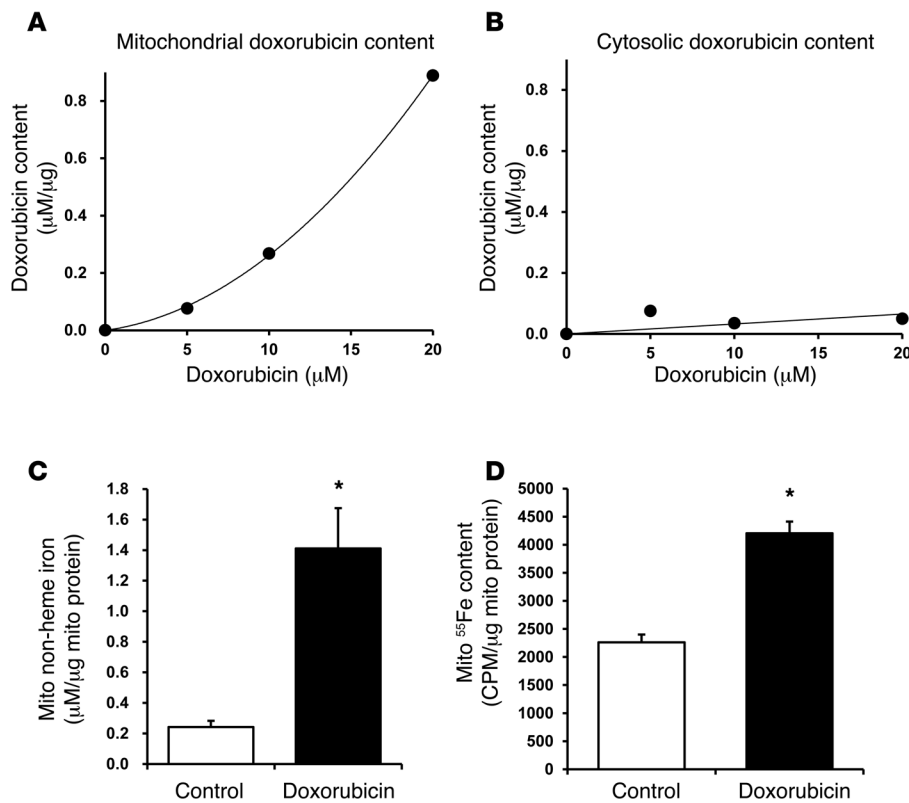 A
Mitochondrial doxorubicin content
Doxorubicin content
(μM/μg)
0.8
0.6
0.4
0.2
0.0
0
5
10
15
20
Doxorubicin (μM)
B
Cytosolic doxorubicin content
Doxorubicin content
(μM/μg)
0.8
0.6
0.4
0.2
0.0
0
5
10
15
20
Doxorubicin (μM)
C
Mito non-heme iron
(μM/μg mito protein)
1.8
1.6
1.4
1.2
1.0
0.8
0.6
0.4
0.2
0.0
*
Control
Doxorubicin
D
Mito ⁵⁵Fe content
(CPM/μg mito protein)
5000
4500
4000
3500
3000
2500
2000
1500
1000
500
0
*
Control
Doxorubicin